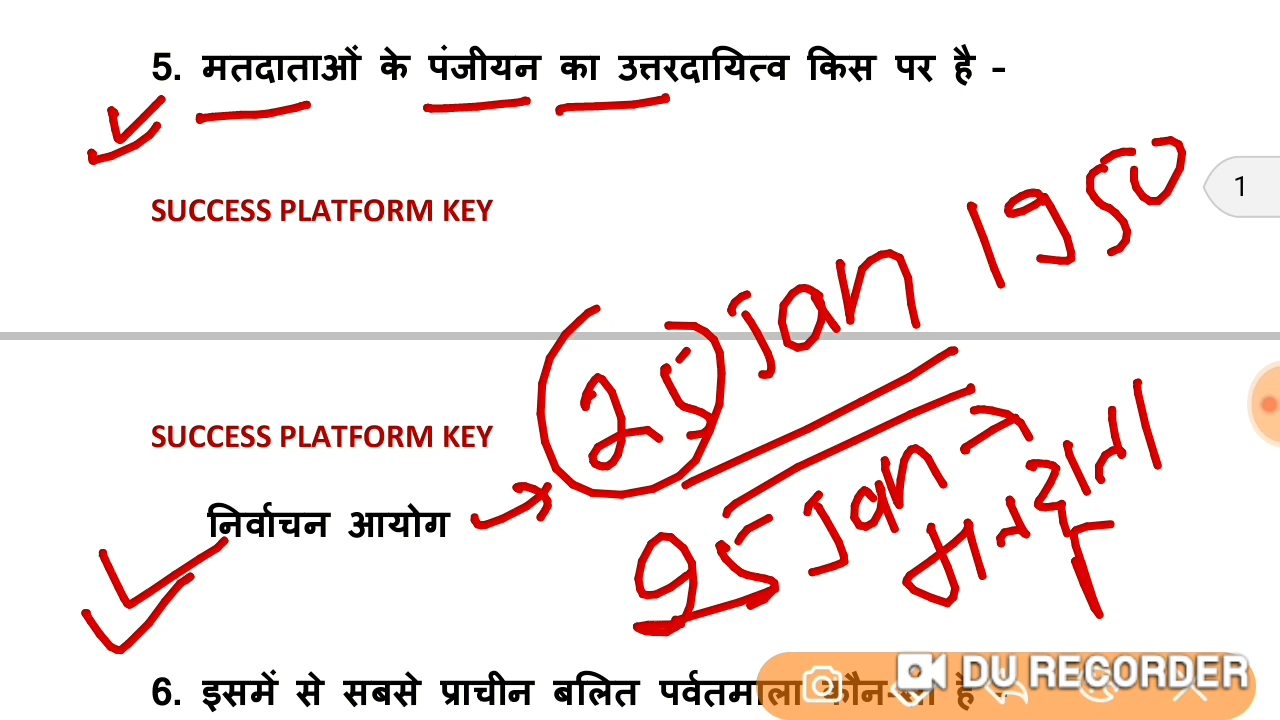 5. मतदाताओं के पंजीयन का उत्तरदायित्व किस पर है -
SUCCESS PLATFORM KEY
1
25 Jan 1950
SUCCESS PLATFORM KEY
निर्वाचन आयोग
25 Jan
मतदाता
6. इसमें से सबसे प्राचीन बलित पर्वतमाला कौन-सा है -
DU RECORDER